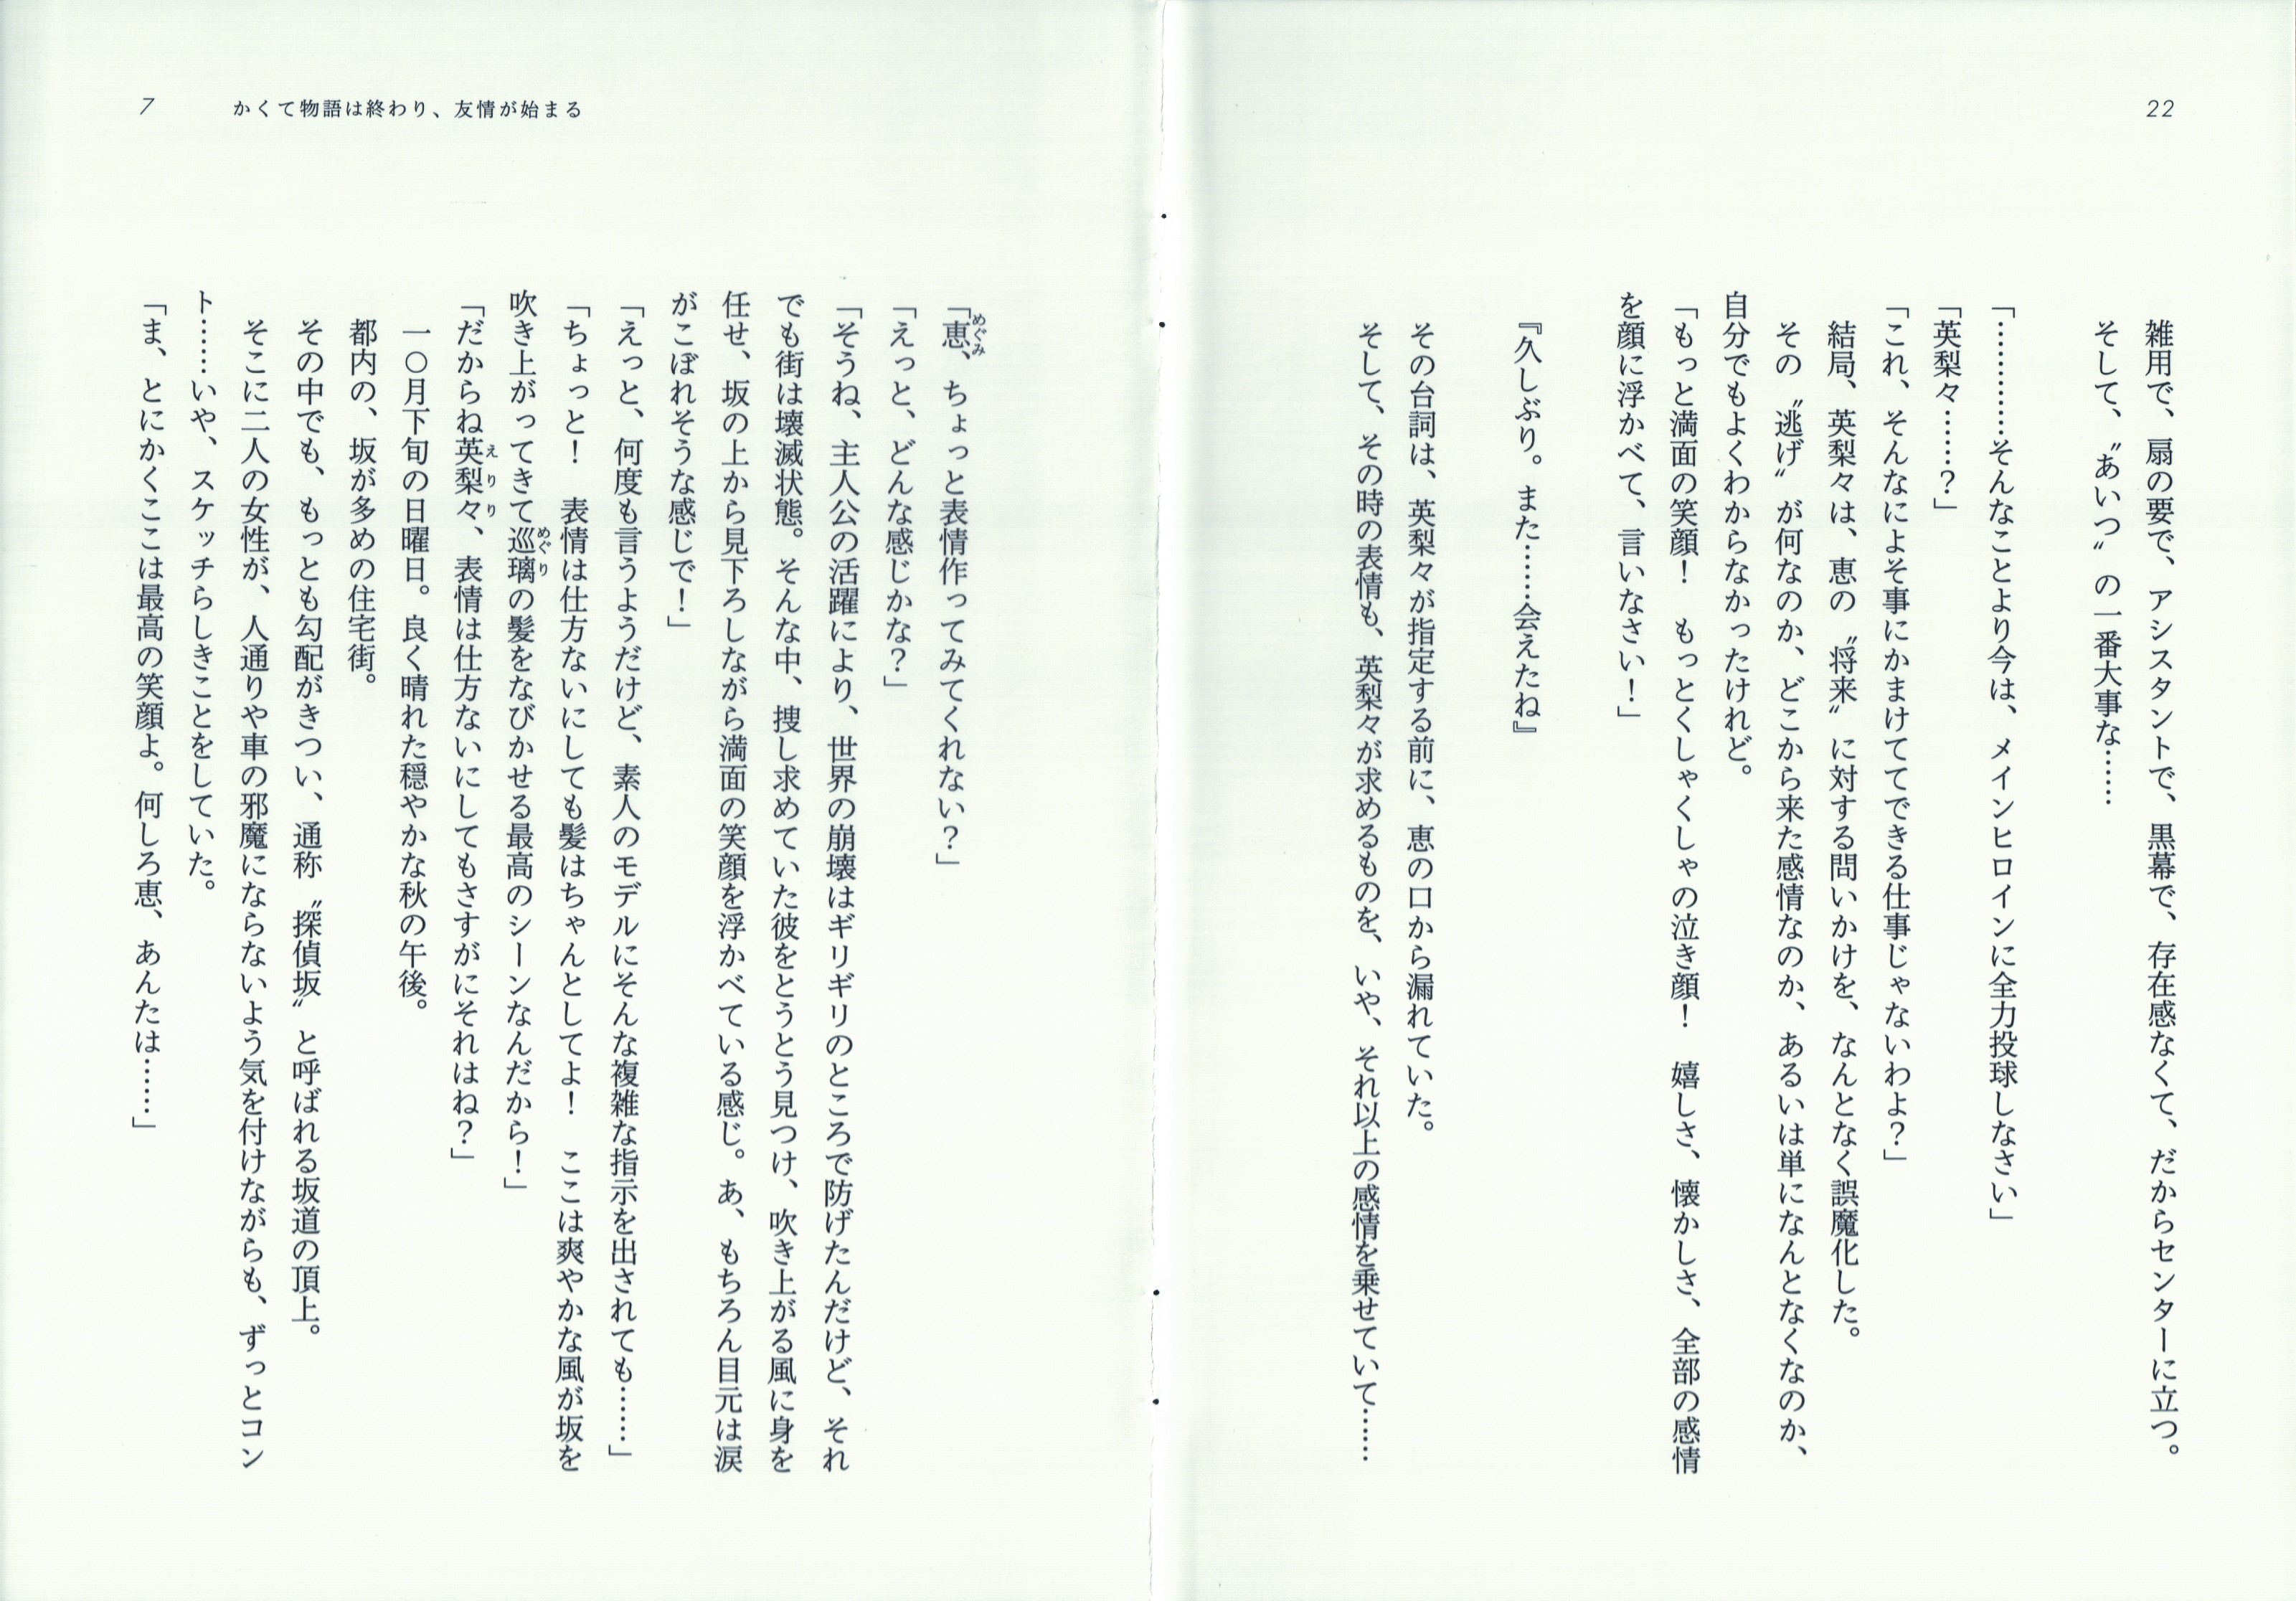 22
雑用で、扇の要で、アシスタントで、黒幕で、存在感なくて、だからセンターに立つ。
そして、〝あいつ〟の一番大事な……
「…………そんなことより今は、メインヒロインに全力投球しなさい」
「英梨々……？」
「これ、そんなによそ事にかまけててできる仕事じゃないわよ？」
結局、英梨々は、恵の〝将来〟に対する問いかけを、なんとなく誤魔化した。
その〝逃げ〟が何なのか、どこから来た感情なのか、あるいは単になんとなくなのか、
自分でもよくわからなかったけれど。
「もっと満面の笑顔！　もっとくしゃくしゃの泣き顔！　嬉しさ、懐かしさ、全部の感情
を顔に浮かべて、言いなさい！」
『久しぶり。また……会えたね』
その台詞は、英梨々が指定する前に、恵の口から漏れていた。
そして、その時の表情も、英梨々が求めるものを、いや、それ以上の感情を乗せていて……
7
かくて物語は終わり、友情が始まる
「恵、ちょっと表情作ってみてくれない？」
めぐみ
「えっと、どんな感じかな？」
「そうね、主人公の活躍により、世界の崩壊はギリギリのところで防げたんだけど、それ
でも街は壊滅状態。そんな中、捜し求めていた彼をとうとう見つけ、吹き上がる風に身を
任せ、坂の上から見下ろしながら満面の笑顔を浮かべている感じ。あ、もちろん目元は涙
がこぼれそうな感じで！」
「えっと、何度も言うようだけど、素人のモデルにそんな複雑な指示を出されても……」
「ちょっと！　表情は仕方ないにしても髪はちゃんとしてよ！　ここは爽やかな風が坂を
吹き上がってきて巡璃の髪をなびかせる最高のシーンなんだから！」
めぐり
「だからね英梨々、表情は仕方ないにしてもさすがにそれはね？」
えりり
一〇月下旬の日曜日。良く晴れた穏やかな秋の午後。
都内の、坂が多めの住宅街。
その中でも、もっとも勾配がきつい、通称〝探偵坂〟と呼ばれる坂道の頂上。
そこに二人の女性が、人通りや車の邪魔にならないよう気を付けながらも、ずっとコン
ト……いや、スケッチらしきことをしていた。
「ま、とにかくここは最高の笑顔よ。何しろ恵、あんたは……」